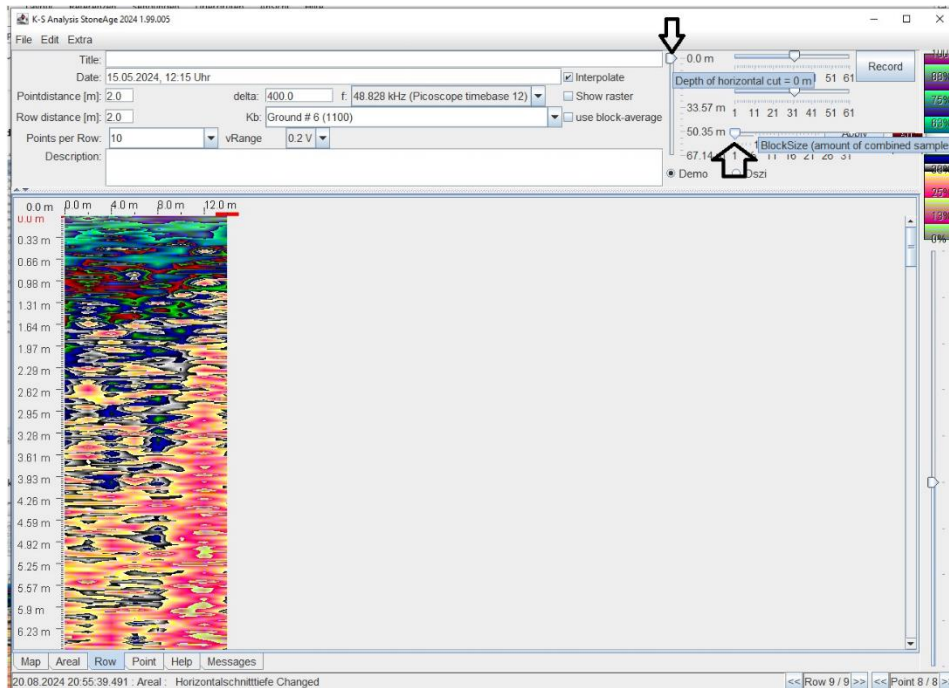 K-S Analysis StoneAge 2024 1.99.005
File Edit Extra
Title:
Date: 15.05.2024, 12:15 Uhr
Interpolate
Pointdistance [m]: 2.0 delta: 400.0 f: 48.828 kHz (Picoscope timebase 12)
Show raster
Row distance [m]: 2.0 Kb: Ground # 6 (1100)
use block-average
Points per Row: 10 vRange 0.2 V
Description:
0.0 m
51 61
Record
Depth of horizontal cut = 0 m
33.57 m
1 11 21 31 41 51 61
50.35 m
BlockSize (amount of combined sample
67.14 1 11 16 21 26 31
Demo
88%
75%
63%
25%
13%
0%
0.0 m 0.0 m 4.0 m 8.0 m 12.0 m
0.0 m
0.33 m
0.66 m
0.98 m
1.31 m
1.64 m
1.97 m
2.29 m
2.62 m
2.95 m
3.28 m
3.61 m
3.93 m
4.26 m
4.59 m
4.92 m
5.25 m
5.57 m
5.9 m
6.23 m
Map Areal Row Point Help Messages
20.08.2024 20:55:39.491 : Areal : Horizontalschnitttiefe Changed
<< Row 9 / 9 >> << Point 8 / 8 >